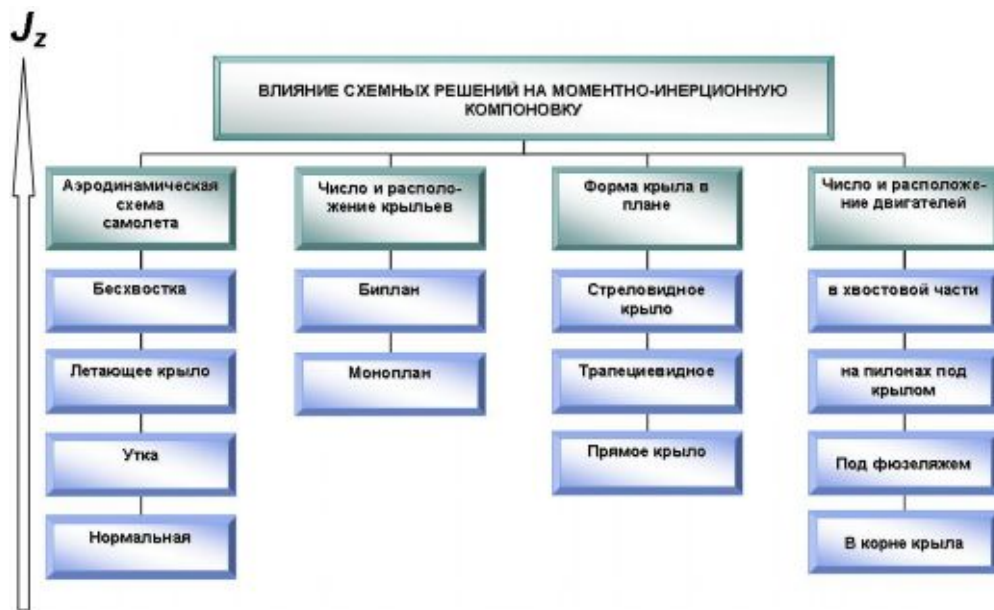 Jz
ВЛИЯНИЕ СХЕМНЫХ РЕШЕНИЙ НА МОМЕНТНО-ИНЕРЦИОННУЮ
КОМПОНОВКУ
Аэродинамическая
схема
самолета
Бесхвостка
Летающее крыло
Утка
Нормальная
Число и располо-
жение крыльев
Биплан
Моноплан
Форма крыла в
плане
Стреловидное
крыло
Трапециевидное
Прямое крыло
Число и расположе-
ние двигателей
в хвостовой части
на пилонах под
крылом
Под фюзеляжем
В корне крыла